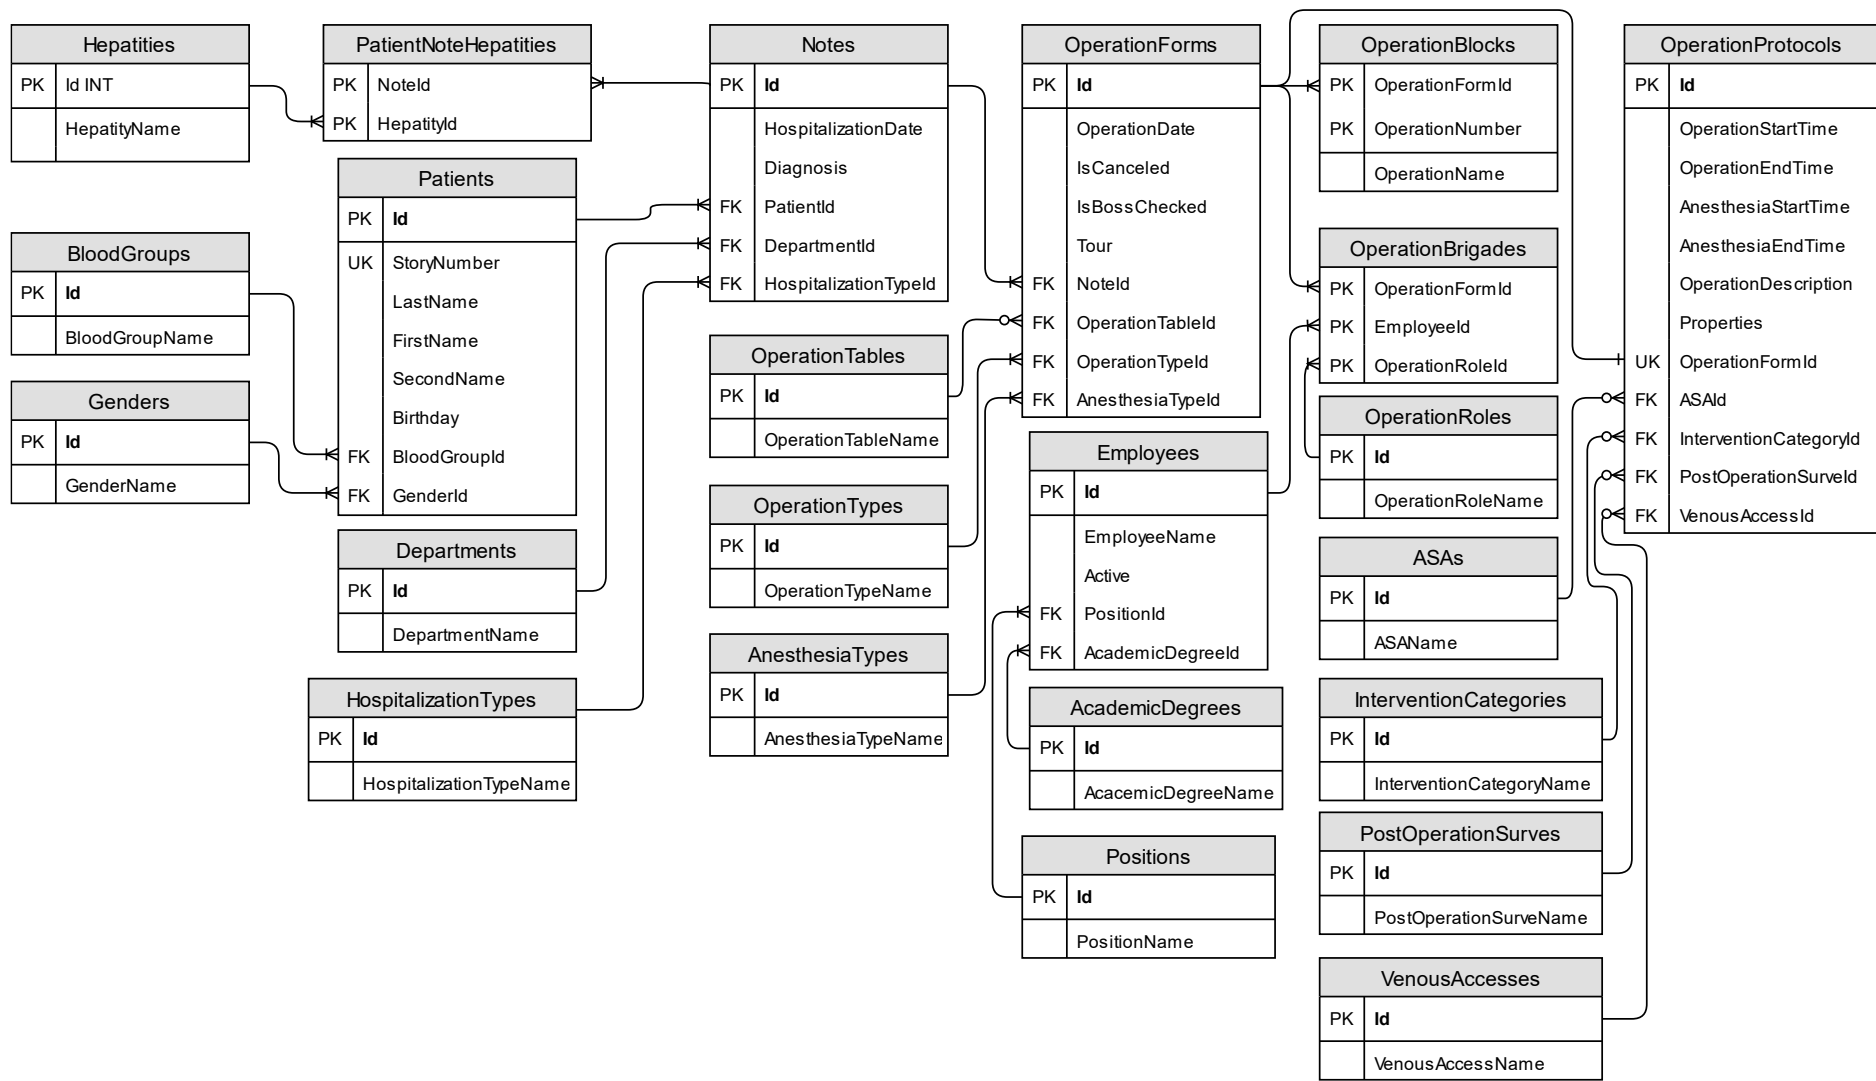 Hepatities
PK Id INT
HepatityName
PatientNoteHepatities
PK NoteId
PK HepatityId
Patients
PK Id
UK StoryNumber
LastName
FirstName
SecondName
Birthday
FK BloodGroupId
FK GenderId
BloodGroups
PK Id
BloodGroupName
Genders
PK Id
GenderName
Departments
PK Id
DepartmentName
HospitalizationTypes
PK Id
HospitalizationTypeName
Notes
PK Id
HospitalizationDate
Diagnosis
FK PatientId
FK DepartmentId
FK HospitalizationTypeId
OperationTables
PK Id
OperationTableName
OperationTypes
PK Id
OperationTypeName
AnesthesiaTypes
PK Id
AnesthesiaTypeName
OperationForms
PK Id
OperationDate
IsCanceled
IsBossChecked
Tour
FK NoteId
FK OperationTableId
FK OperationTypeId
FK AnesthesiaTypeId
Employees
PK Id
EmployeeName
Active
FK PositionId
FK AcademicDegreeId
AcademicDegrees
PK Id
AcacemicDegreeName
Positions
PK Id
PositionName
OperationBlocks
PK OperationFormId
PK OperationNumber
OperationName
OperationBrigades
PK OperationFormId
PK EmployeeId
PK OperationRoleId
OperationRoles
PK Id
OperationRoleName
ASAs
PK Id
ASAName
InterventionCategories
PK Id
InterventionCategoryName
PostOperationSurves
PK Id
PostOperationSurveName
VenousAccesses
PK Id
VenousAccessName
OperationProtocols
PK Id
OperationStartTime
OperationEndTime
AnesthesiaStartTime
AnesthesiaEndTime
OperationDescription
Properties
UK OperationFormId
FK ASAId
FK InterventionCategoryId
FK PostOperationSurveId
FK VenousAccessId